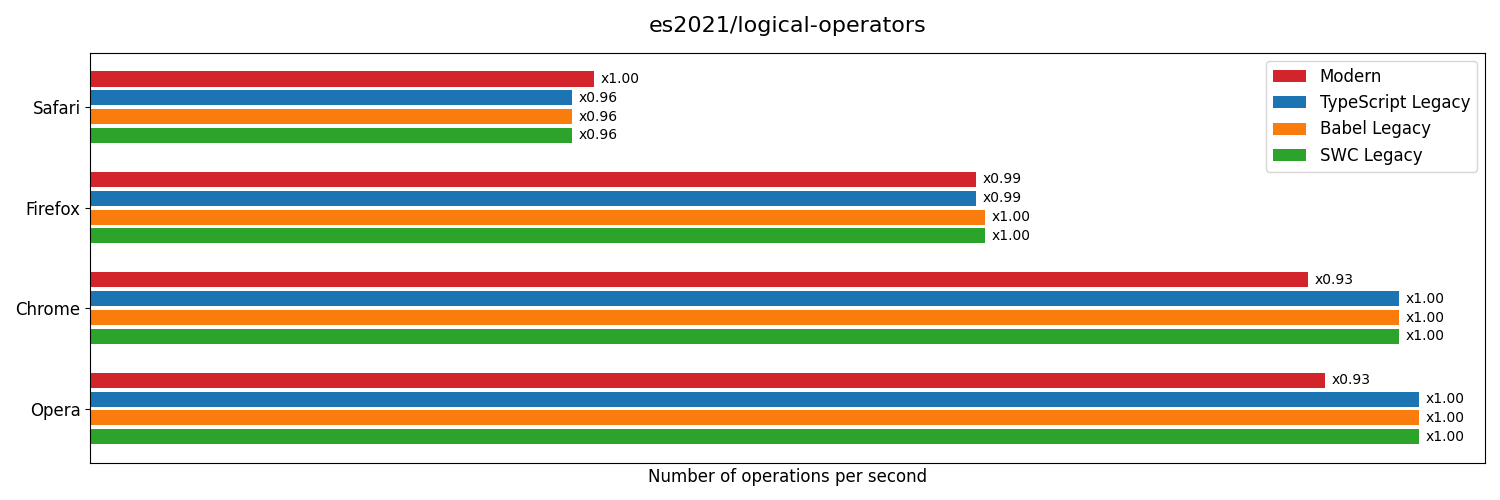 es2021/logical-operators
Modern
TypeScript Legacy
Babel Legacy
SWC Legacy
Safari
x1.00
x0.96
x0.96
x0.96
Firefox
x0.99
x0.99
x1.00
x1.00
Chrome
x0.93
x1.00
x1.00
x1.00
Opera
x0.93
x1.00
x1.00
x1.00
Number of operations per second